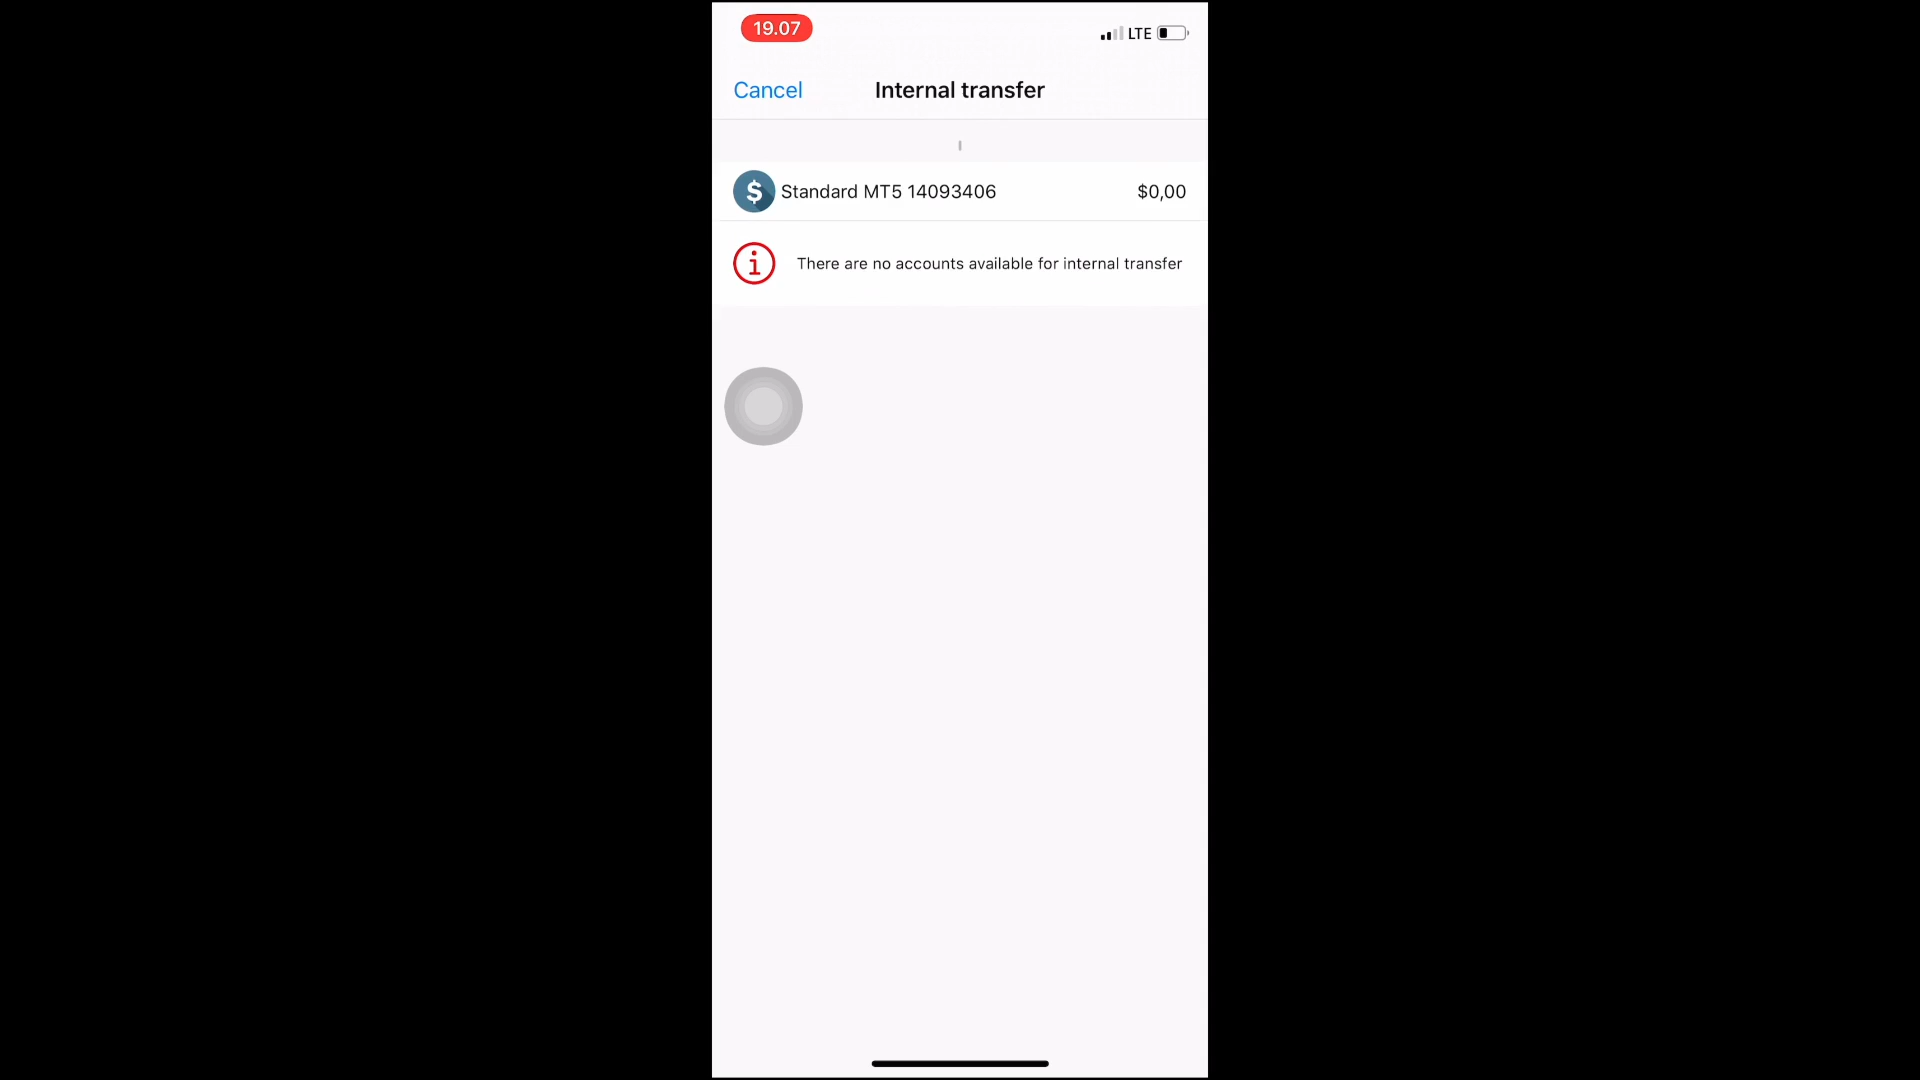 19.07 LTE
Cancel Internal transfer
$ Standard MT5 14093406 $0,00
i There are no accounts available for internal transfer